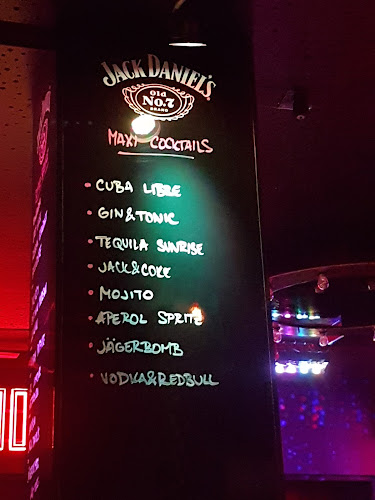 JACK DANIEL'S
Old
No.7
BRAND
MAXI COCKTAILS
• CUBA LIBRE
• GIN&TONIC
• TEQUILA SUNRISE
• JACK&COKE
• MOJITO
• APEROL SPRITZ
• JÄGERBOMB
• VODKA&REDBULL